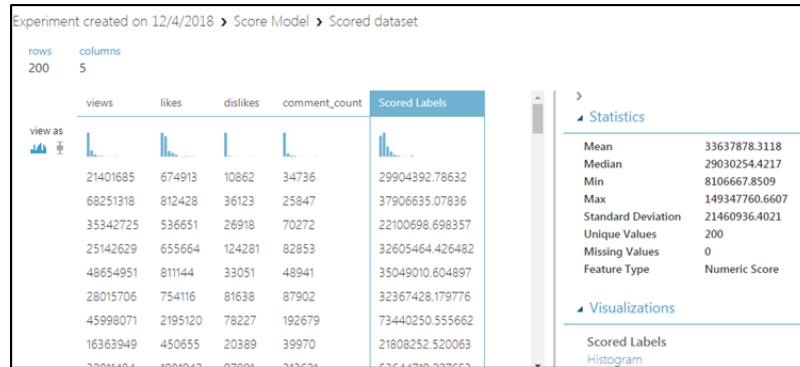 Experiment created on 12/4/2018 > Score Model > Scored dataset
rows columns
200 5
views likes dislikes comment_count Scored Labels
view as
21401685 674913 10862 34736 29904392.78632
68251318 812428 36123 25847 37906635.07836
35342725 536651 26918 70272 22100698.698357
25142629 655664 124281 82853 32605464.426482
48654951 811144 33051 48941 35049010.604897
28015706 754116 81638 87902 32367428.179776
45998071 2195120 78227 192679 73440250.555662
16363949 450655 20389 39970 21808252.520063
Statistics
Mean 33637878.3118
Median 29030254.4217
Min 8106667.8509
Max 149347760.6607
Standard Deviation 21460936.4021
Unique Values 200
Missing Values 0
Feature Type Numeric Score
Visualizations
Scored Labels
Histogram